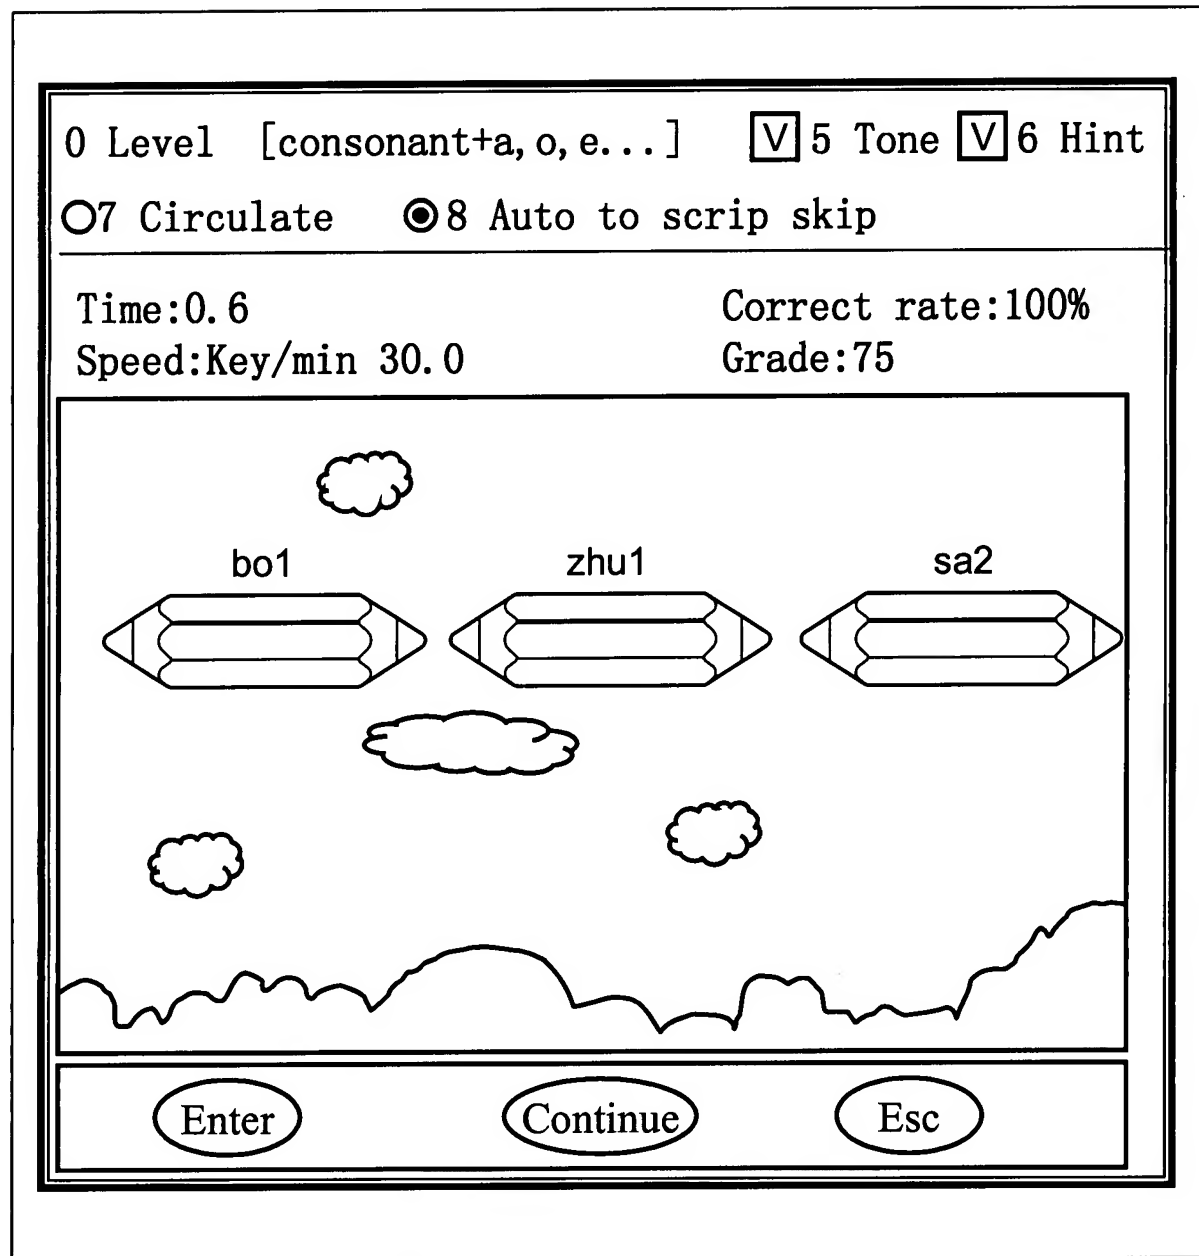 0 Level [consonant+a, o, e...] V 5 Tone V 6 Hint
7 Circulate 8 Auto to scrip skip
Time:0.6 Correct rate:100%
Speed:Key/min 30.0 Grade:75
bo1 zhu1 sa2
Enter Continue Esc